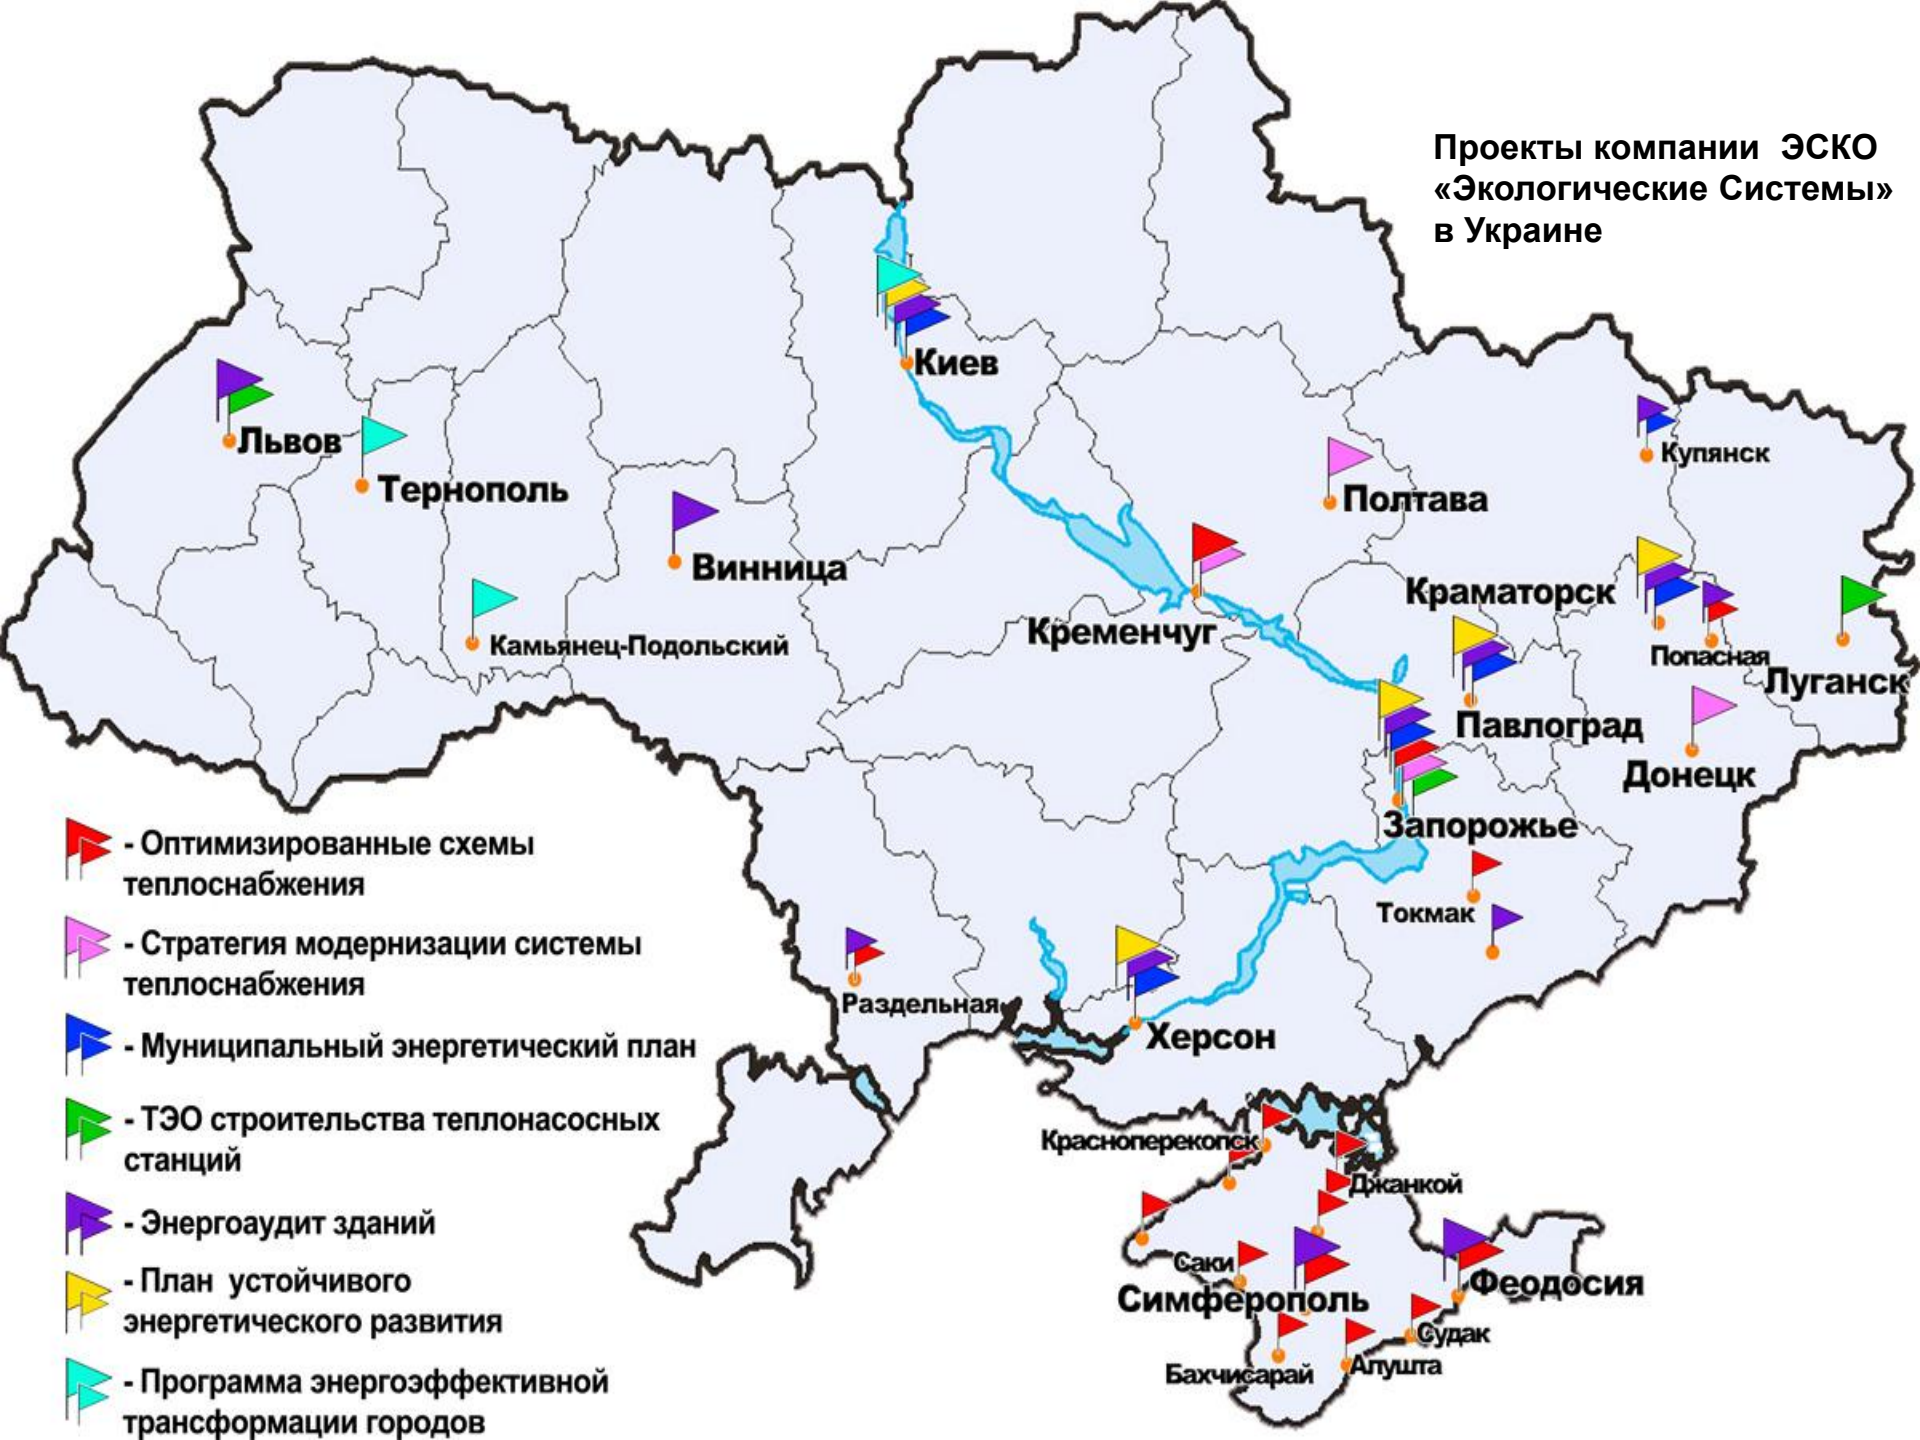 Проекты компании ЭСКО
«Экологические Системы»
в Украине
Киев
Львов
Тернополь
Купянск
Полтава
Винница
Краматорск
Кременчуг
Камьянец-Подольский
Попасная
Луганск
Павлоград
Донецк
Запорожье
Токмак
Раздельная
Херсон
Красноперекопск
Джанкой
Саки
Симферополь
Феодосия
Судак
Бахчисарай
Алушта
- Оптимизированные схемы
теплоснабжения
- Стратегия модернизации системы
теплоснабжения
- Муниципальный энергетический план
- ТЭО строительства теплонасосных
станций
- Энергоаудит зданий
- План устойчивого
энергетического развития
- Программа энергоэффективной
трансформации городов